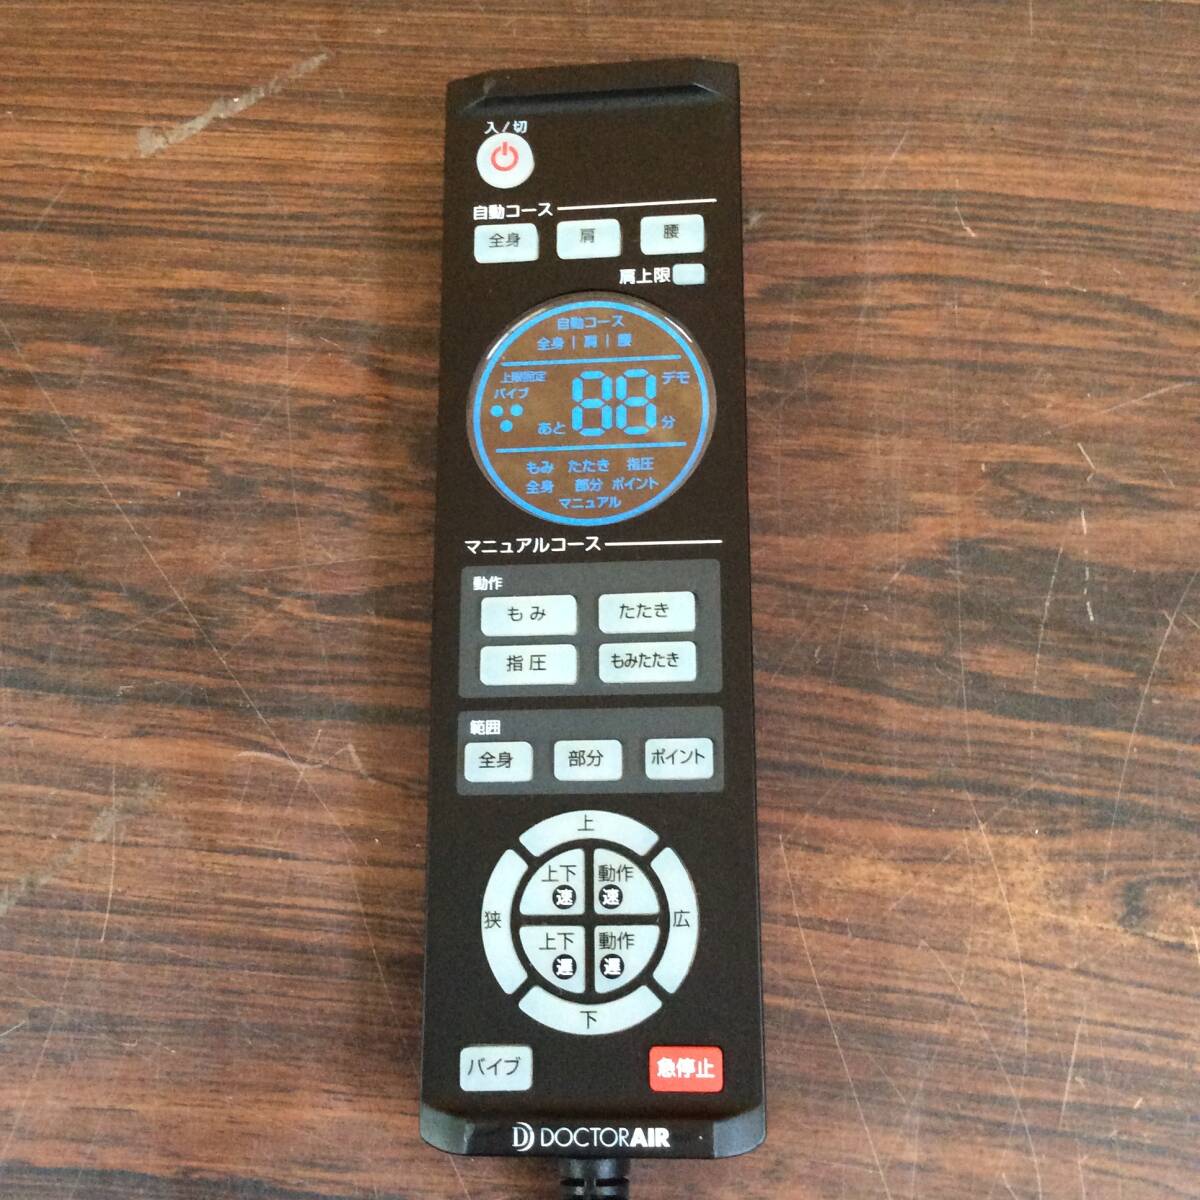 入/切
自動コース
全身 肩 腰
肩上限
自動コース
全身|肩|腰
上限設定 デモ
バイブ
あと 88 分
もみ たたき 指圧
全身 部分 ポイント
マニュアル
マニュアルコース
動作
もみ たたき
指圧 もみたたき
範囲
全身 部分 ポイント
上
上下 動作
速 速
狭 広
上下 動作
遅 遅
下
バイブ 急停止
DOCTORAIR